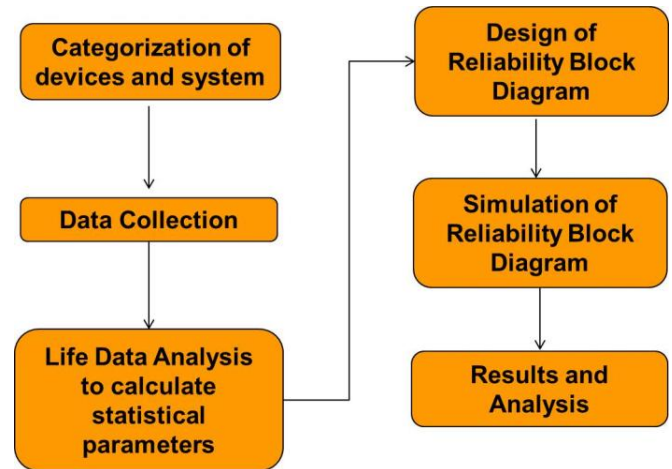 Categorization of
devices and system
Data Collection
Life Data Analysis
to calculate
statistical
parameters
Design of
Reliability Block
Diagram
Simulation of
Reliability Block
Diagram
Results and
Analysis